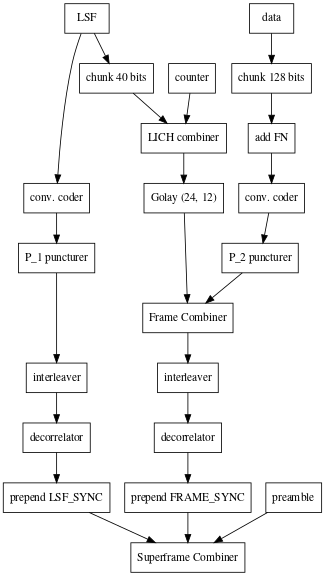 LSF
data
chunk 40 bits
counter
chunk 128 bits
LICH combiner
add FN
conv. coder
Golay (24, 12)
conv. coder
P_1 puncturer
P_2 puncturer
Frame Combiner
interleaver
interleaver
decorrelator
decorrelator
prepend LSF_SYNC
prepend FRAME_SYNC
preamble
Superframe Combiner